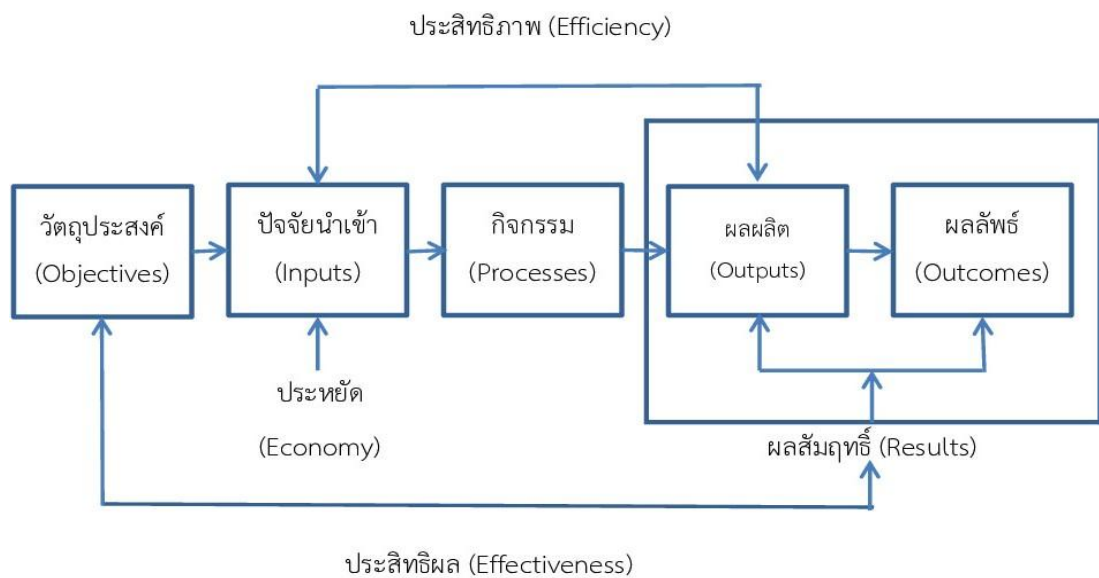 ประสิทธิภาพ (Efficiency)
วัตถุประสงค์
(Objectives)
ปัจจัยนำเข้า
(Inputs)
กิจกรรม
(Processes)
ผลผลิต
(Outputs)
ผลลัพธ์
(Outcomes)
ประหยัด
(Economy)
ผลสัมฤทธิ์ (Results)
ประสิทธิผล (Effectiveness)